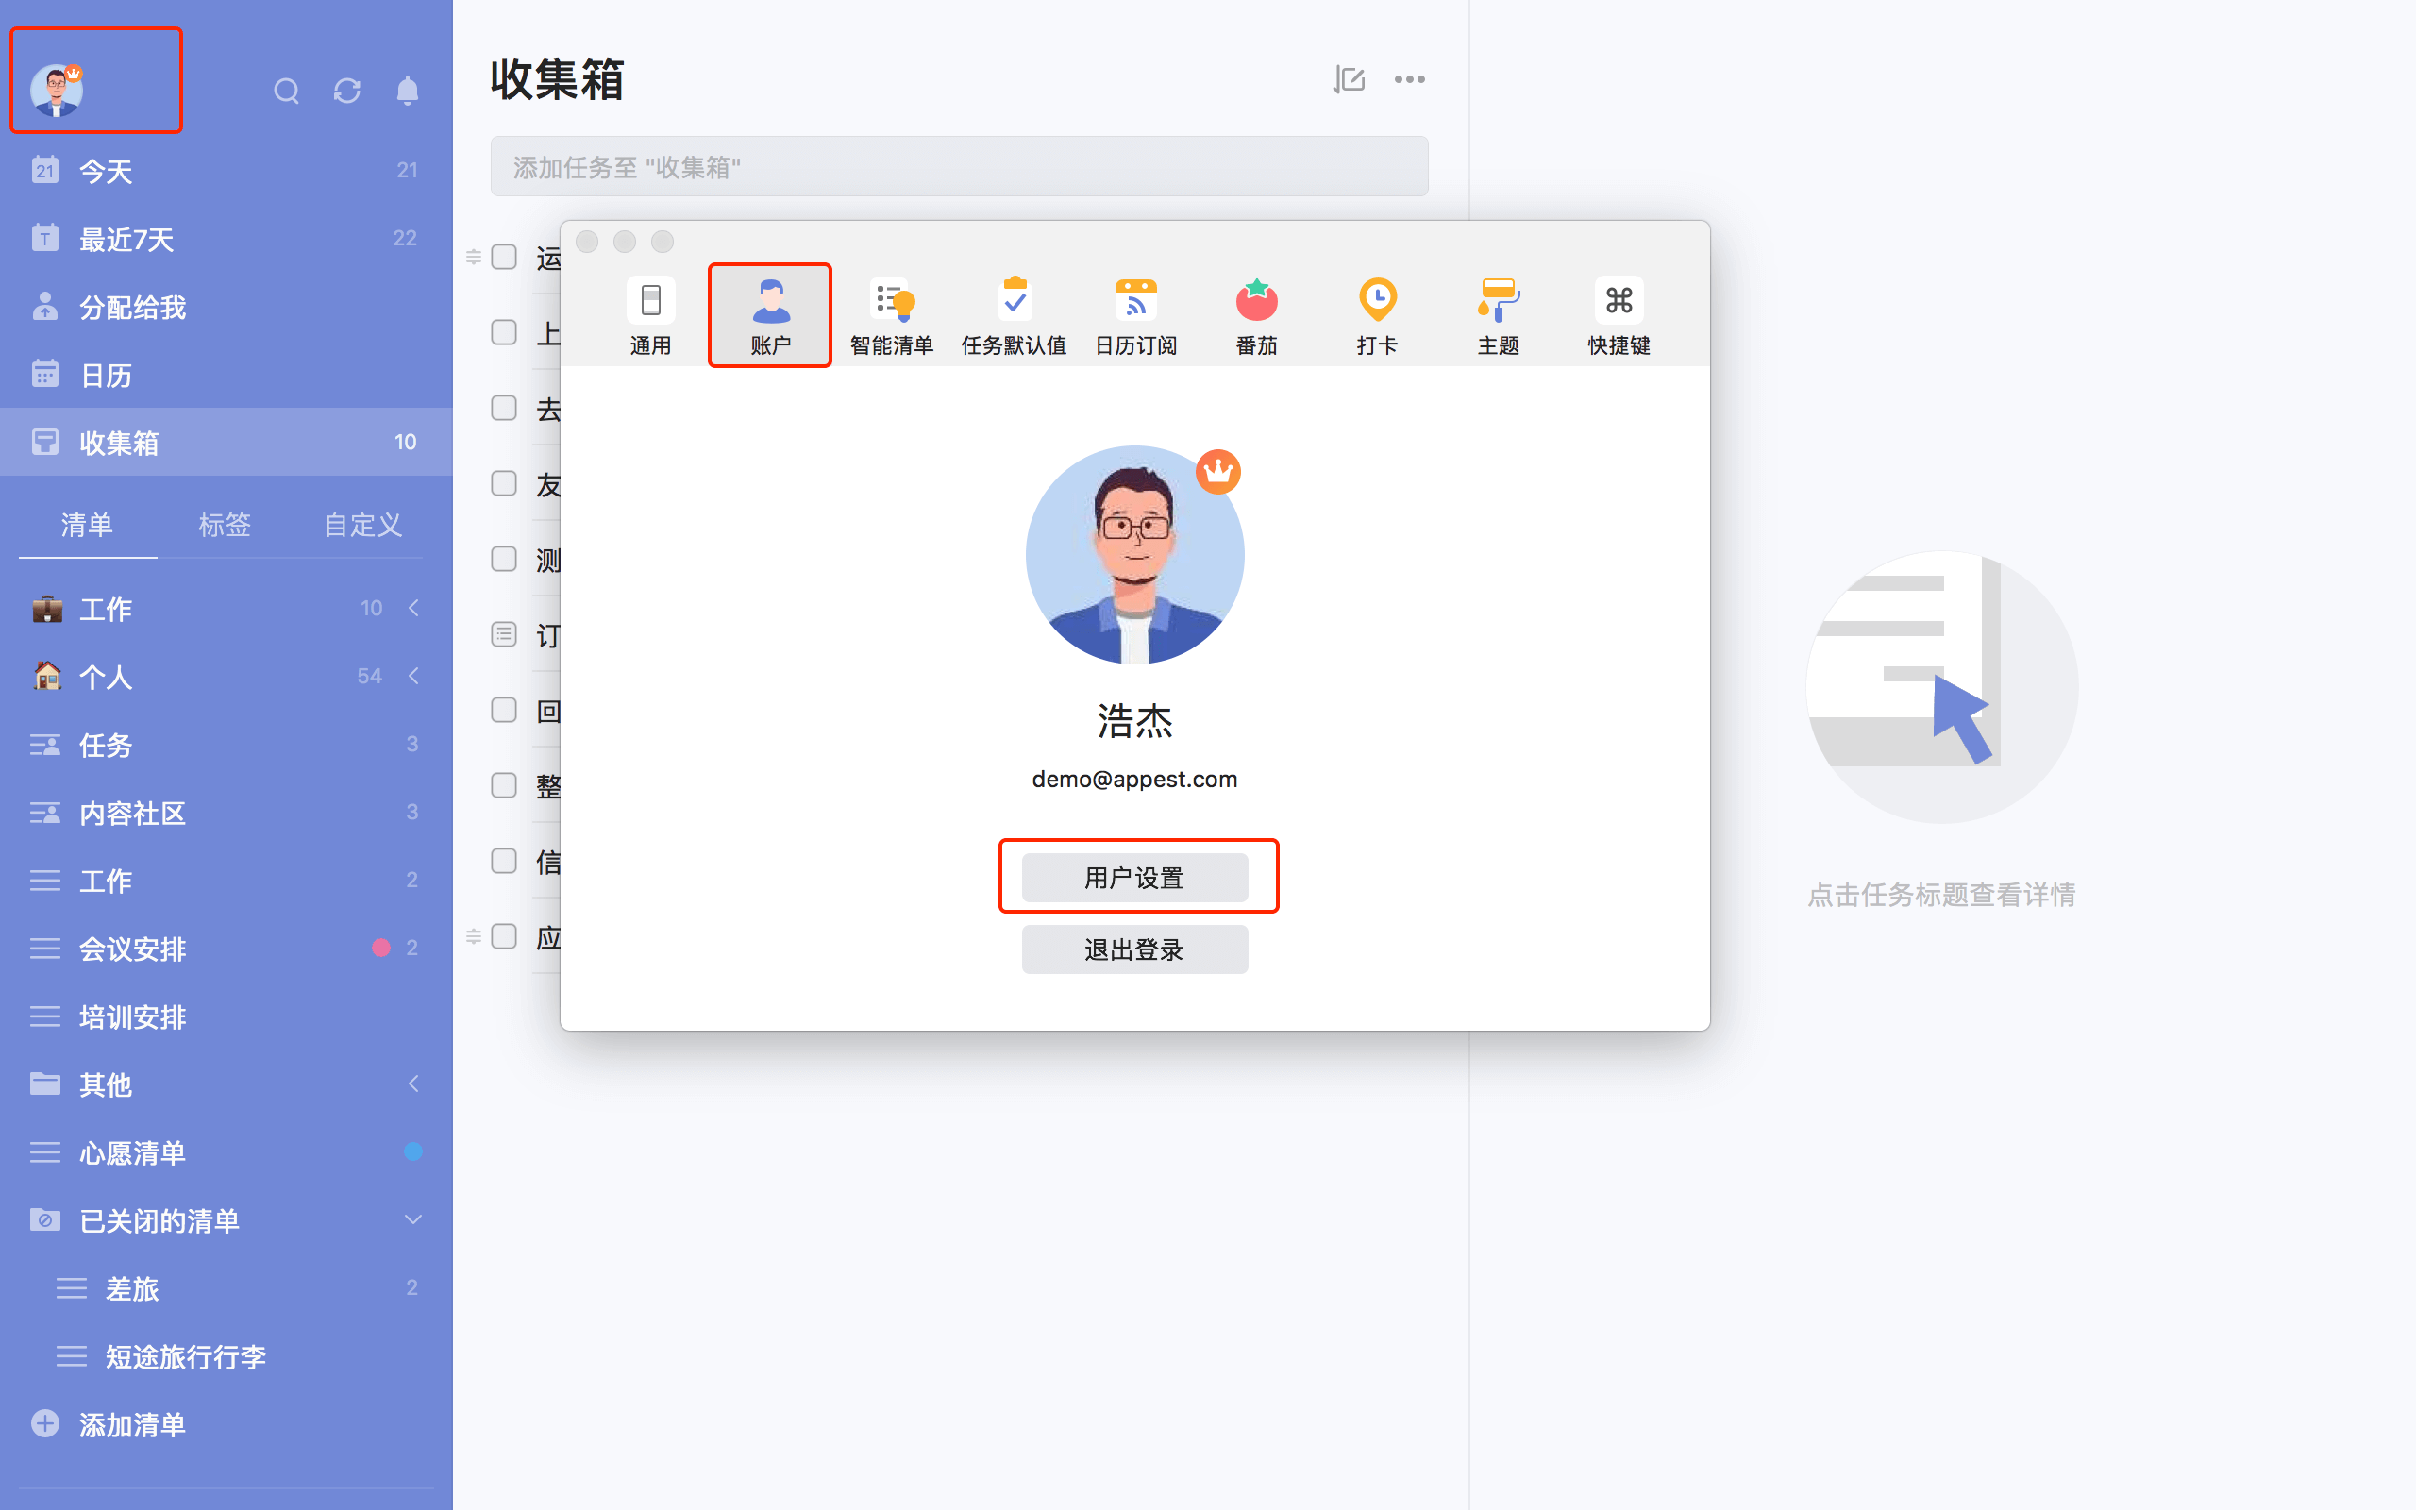 21 今天 21
T 最近7天 22
分配给我
日历
收集箱 10
清单 标签 自定义
工作 10
个人 54
任务 3
内容社区 3
工作 2
会议安排 2
培训安排
其他
心愿清单
已关闭的清单
差旅 2
短途旅行行李
添加清单
收集箱
添加任务至 "收集箱"
运
上
去
友
测
订
回
整
信
应
通用 账户 智能清单 任务默认值 日历订阅 番茄 打卡 主题 快捷键
浩杰
demo@appest.com
用户设置
退出登录
点击任务标题查看详情